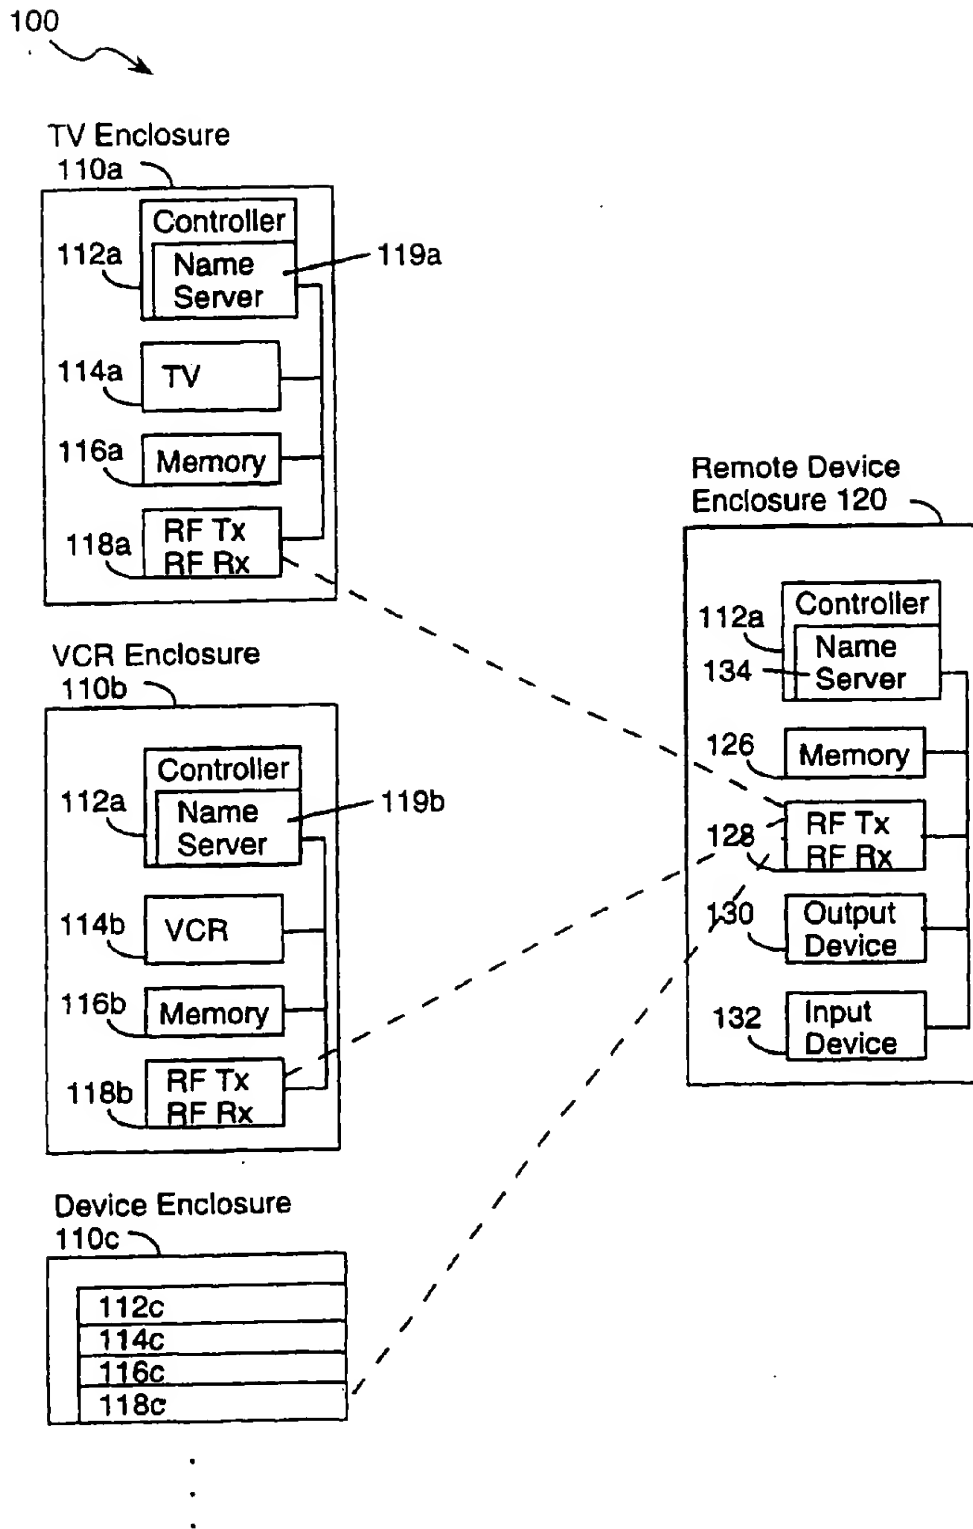 100
TV Enclosure
110a
Controller
112a
Name
Server
119a
114a
TV
116a
Memory
118a
RF Tx
RF Rx
VCR Enclosure
110b
Controller
112a
Name
Server
119b
114b
VCR
116b
Memory
118b
RF Tx
RF Rx
Device Enclosure
110c
112c
114c
116c
118c
Remote Device
Enclosure 120
Controller
112a
Name
134
Server
126
Memory
128
RF Tx
RF Rx
130
Output
Device
132
Input
Device